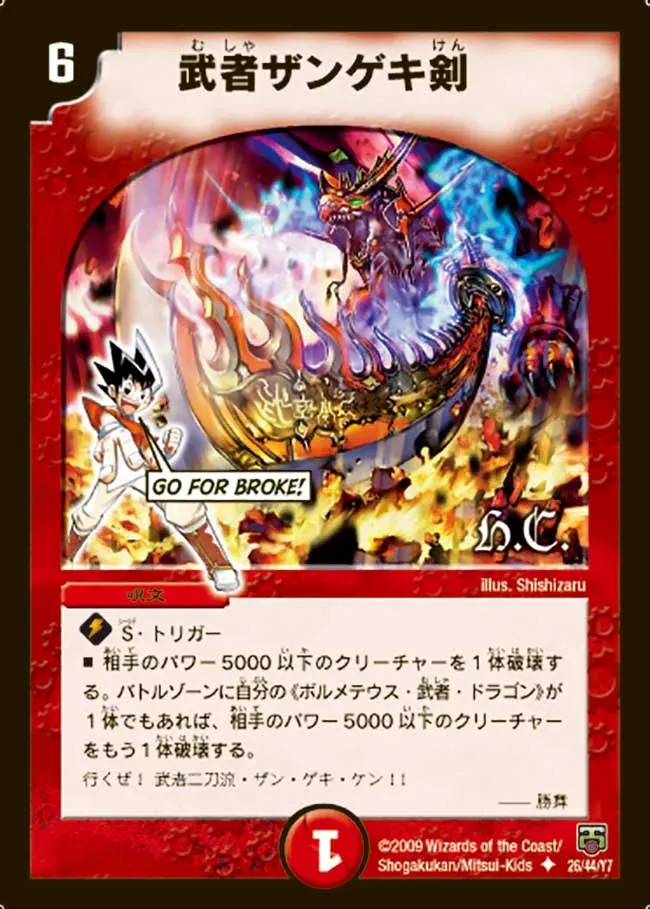 6
武者ザンゲキ剣
GO FOR BROKE!
H.C.
illus. Shishizaru
呪文
S・トリガー
■ 相手のパワー5000以下のクリーチャーを1体破壊す
る。バトルゾーンに自分の《ボルメテウス・武者・ドラゴン》が
1体でもあれば、相手のパワー5000以下のクリーチャー
をもう1体破壊する。
行くぜ! 武者二刀流・ザン・ゲキ・ケン!!
—— 勝舞
1
©2009 Wizards of the Coast/
Shogakukan/Mitsui-Kids
26/44/Y7